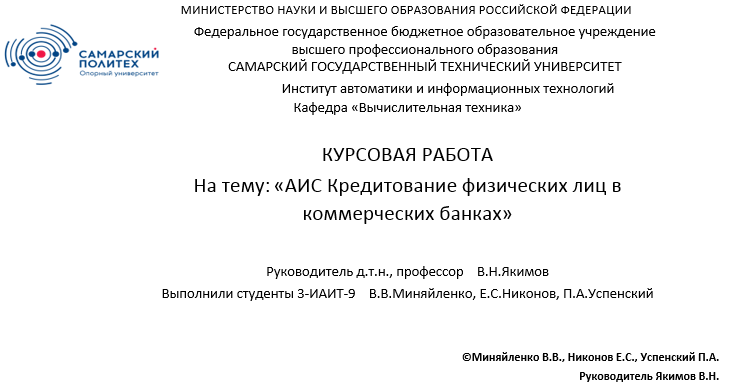 МИНИСТЕРСТВО НАУКИ И ВЫСШЕГО ОБРАЗОВАНИЯ РОССИЙСКОЙ ФЕДЕРАЦИИ
Федеральное государственное бюджетное образовательное учреждение
высшего профессионального образования
САМАРСКИЙ ГОСУДАРСТВЕННЫЙ ТЕХНИЧЕСКИЙ УНИВЕРСИТЕТ
САМАРСКИЙ
ПОЛИТЕХ
Опорный университет
Институт автоматики и информационных технологий
Кафедра «Вычислительная техника»
КУРСОВАЯ РАБОТА
На тему: «АИС Кредитование физических лиц в
коммерческих банках»
Руководитель д.т.н., профессор В.Н.Якимов
Выполнили студенты 3-ИАИТ-9 В.В.Миняйленко, Е.С.Никонов, П.А.Успенский
©Миняйленко В.В., Никонов Е.С., Успенский П.А.
Руководитель Якимов В.Н.